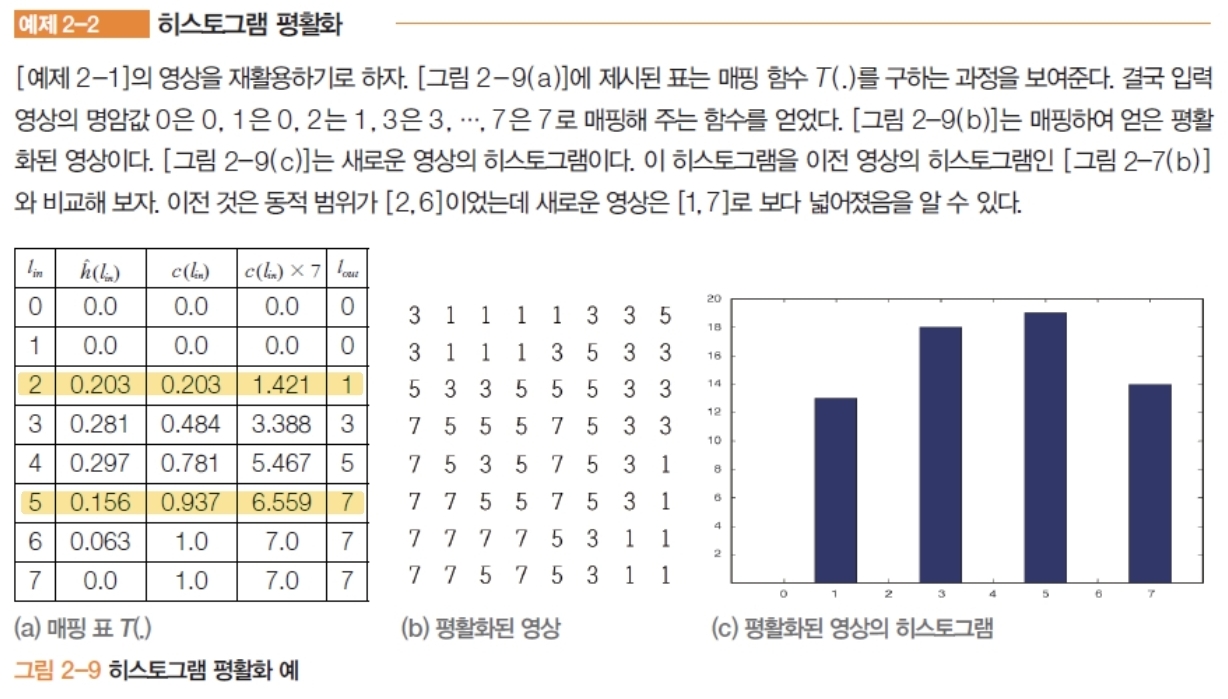 예제 2-2 히스토그램 평활화
[예제 2-1]의 영상을 재활용하기로 하자. [그림 2-9(a)]에 제시된 표는 매핑 함수 T(.)를 구하는 과정을 보여준다. 결국 입력
영상의 명암값 0은 0, 1은 0, 2는 1, 3은 3, …, 7은 7로 매핑해 주는 함수를 얻었다. [그림 2-9(b)]는 매핑하여 얻은 평활
화된 영상이다. [그림 2-9(c)]는 새로운 영상의 히스토그램이다. 이 히스토그램을 이전 영상의 히스토그램인 [그림 2-7(b)]
와 비교해 보자. 이전 것은 동적 범위가 [2,6]이었는데 새로운 영상은 [1,7]로 보다 넓어졌음을 알 수 있다.
l_in ĥ(l_in) c(l_in) c(l_in)×7 l_out
0 0.0 0.0 0.0 0
1 0.0 0.0 0.0 0
2 0.203 0.203 1.421 1
3 0.281 0.484 3.388 3
4 0.297 0.781 5.467 5
5 0.156 0.937 6.559 7
6 0.063 1.0 7.0 7
7 0.0 1.0 7.0 7
(a) 매핑 표 T(.)
3 1 1 1 1 3 3 5
3 1 1 1 3 5 3 3
5 3 3 5 5 5 3 3
7 5 5 5 7 5 3 3
7 5 3 5 7 5 3 1
7 7 5 5 7 5 3 1
7 7 7 7 5 3 1 1
7 7 5 7 5 3 1 1
(b) 평활화된 영상
20
18
16
14
12
10
8
6
4
2
0 1 2 3 4 5 6 7
(c) 평활화된 영상의 히스토그램
그림 2-9 히스토그램 평활화 예